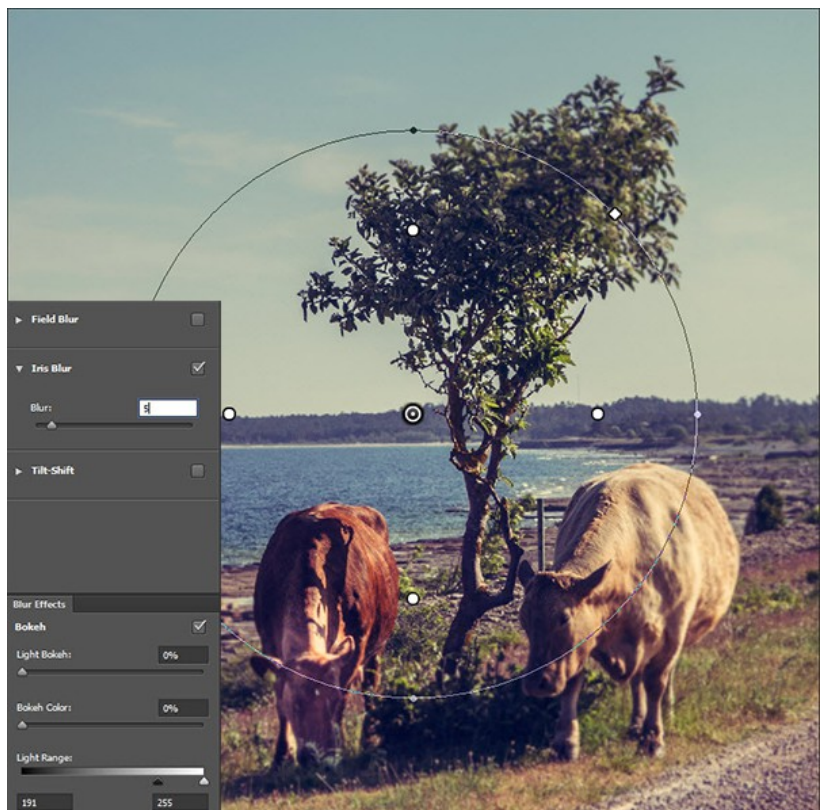 Field Blur
Iris Blur
Blur:
5
Tilt-Shift
Blur Effects
Bokeh
Light Bokeh:
0%
Bokeh Color:
0%
Light Range:
191
255